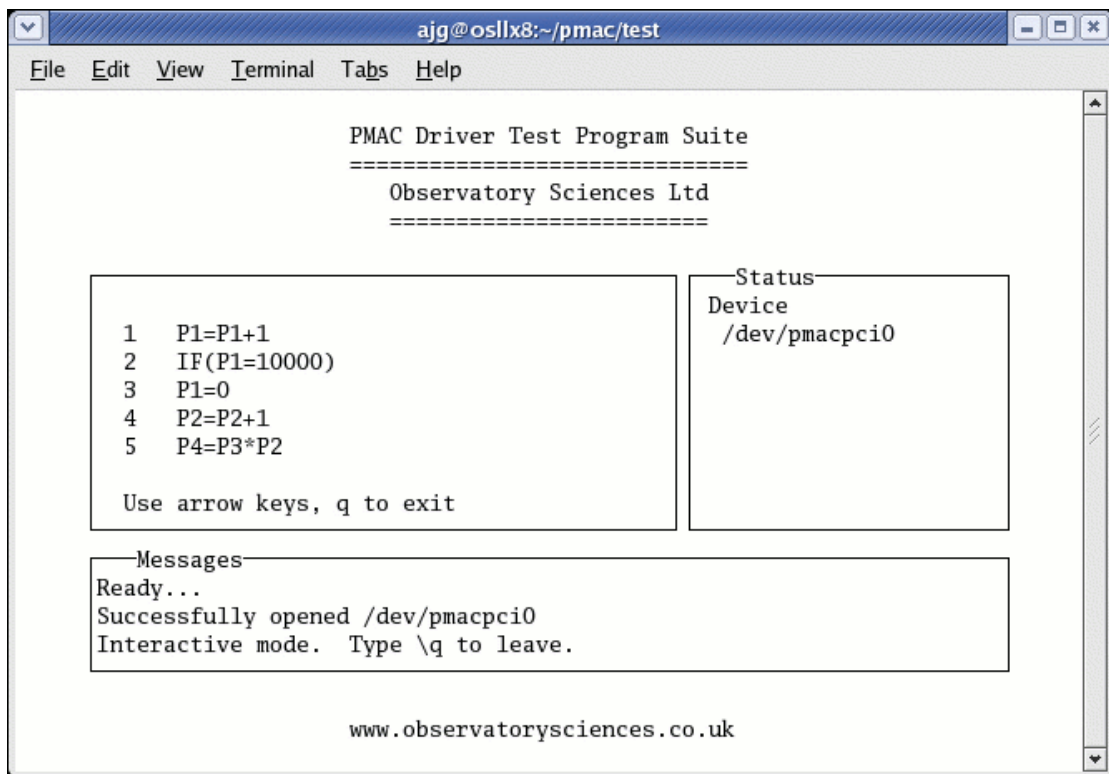 ajg@osllx8:~/pmac/test
File Edit View Terminal Tabs Help
PMAC Driver Test Program Suite
==============================
Observatory Sciences Ltd
========================
1 P1=P1+1
2 IF(P1=10000)
3 P1=0
4 P2=P2+1
5 P4=P3*P2
Use arrow keys, q to exit
Status
Device
/dev/pmacpci0
Messages
Ready...
Successfully opened /dev/pmacpci0
Interactive mode.  Type \q to leave.
www.observatorysciences.co.uk